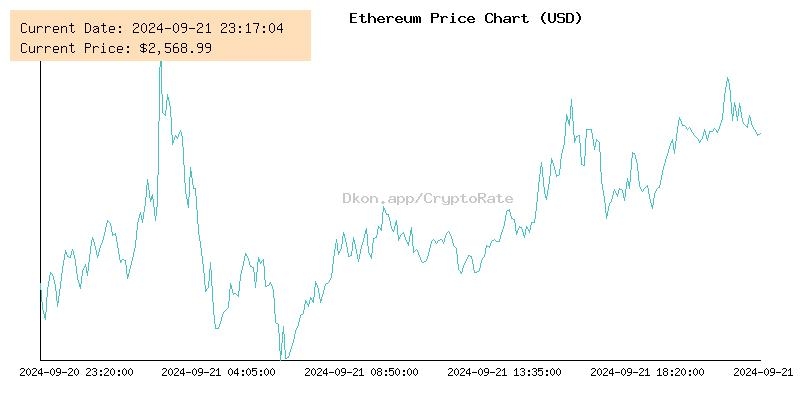 Ethereum Price Chart (USD)
Current Date: 2024-09-21 23:17:04
Current Price: $2,568.99
Dkon.app/CryptoRate
2024-09-20 23:20:00 2024-09-21 04:05:00 2024-09-21 08:50:00 2024-09-21 13:35:00 2024-09-21 18:20:00 2024-09-21